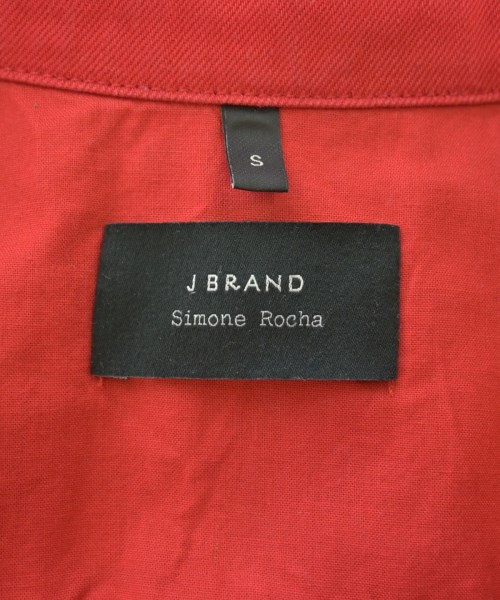 S
J BRAND
Simone Rocha